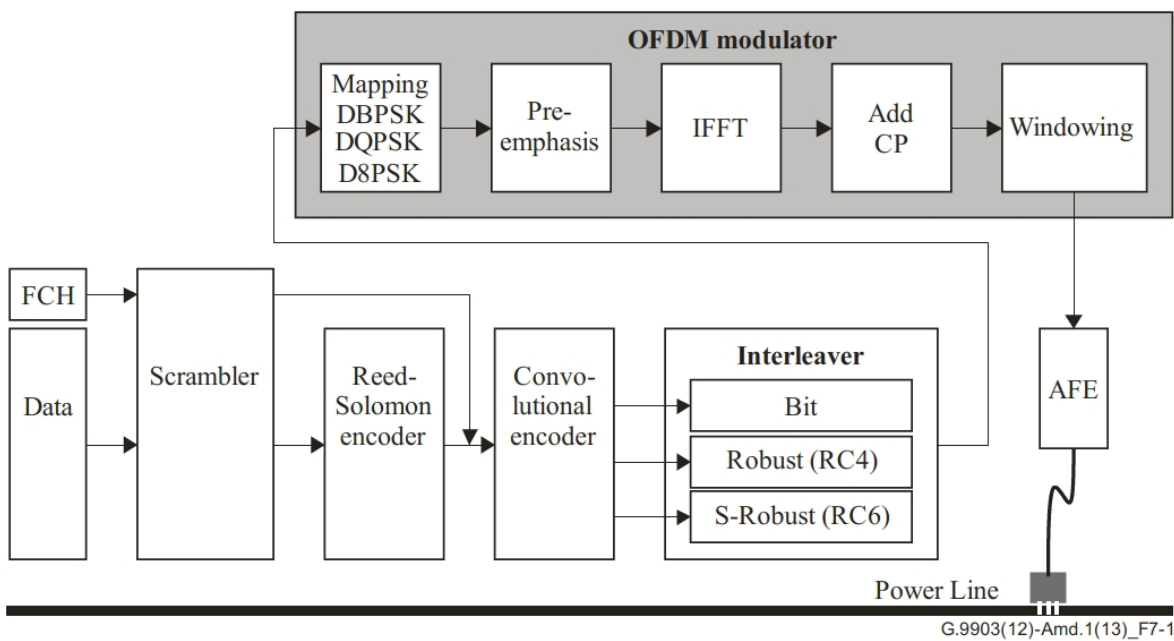 OFDM modulator
Mapping
DBPSK
DQPSK
D8PSK
Pre-
emphasis
IFFT
Add
CP
Windowing
FCH
Data
Scrambler
Reed-
Solomon
encoder
Convo-
lutional
encoder
Interleaver
Bit
Robust (RC4)
S-Robust (RC6)
AFE
Power Line
G.9903(12)-Amd.1(13)_F7-1